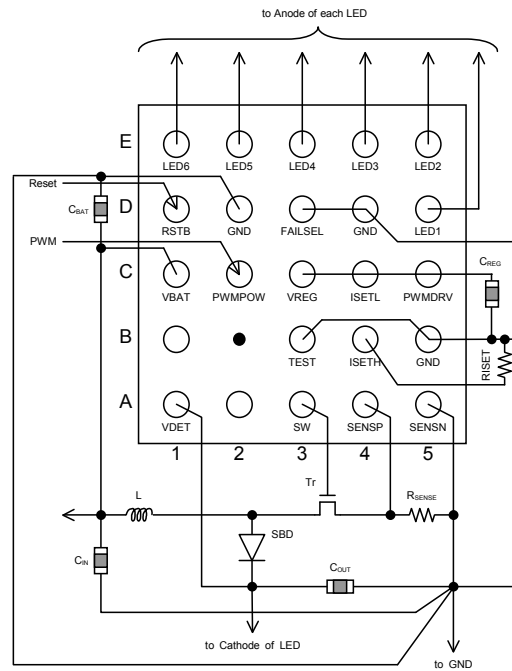 to Anode of each LED
E
LED6 LED5 LED4 LED3 LED2
Reset
D
CBAT
RSTB GND FAILSEL GND LED1
PWM
C
CREG
VBAT PWMPOW VREG ISETL PWMDRV
B
TEST ISETH GND
RISET
A
VDET SW SENSP SENSN
1 2 3 4 5
Tr
L
RSENSE
SBD
CIN
COUT
to Cathode of LED
to GND